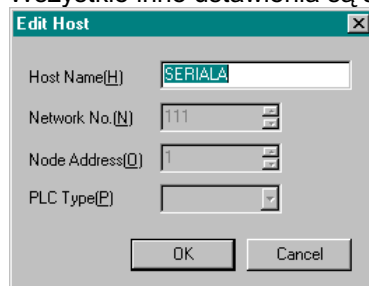 Wszystkie inne ustawienia są
Edit Host
Host Name(H) SERIALA
Network No.(N) 111
Node Address(O) 1
PLC Type(P)
OK Cancel